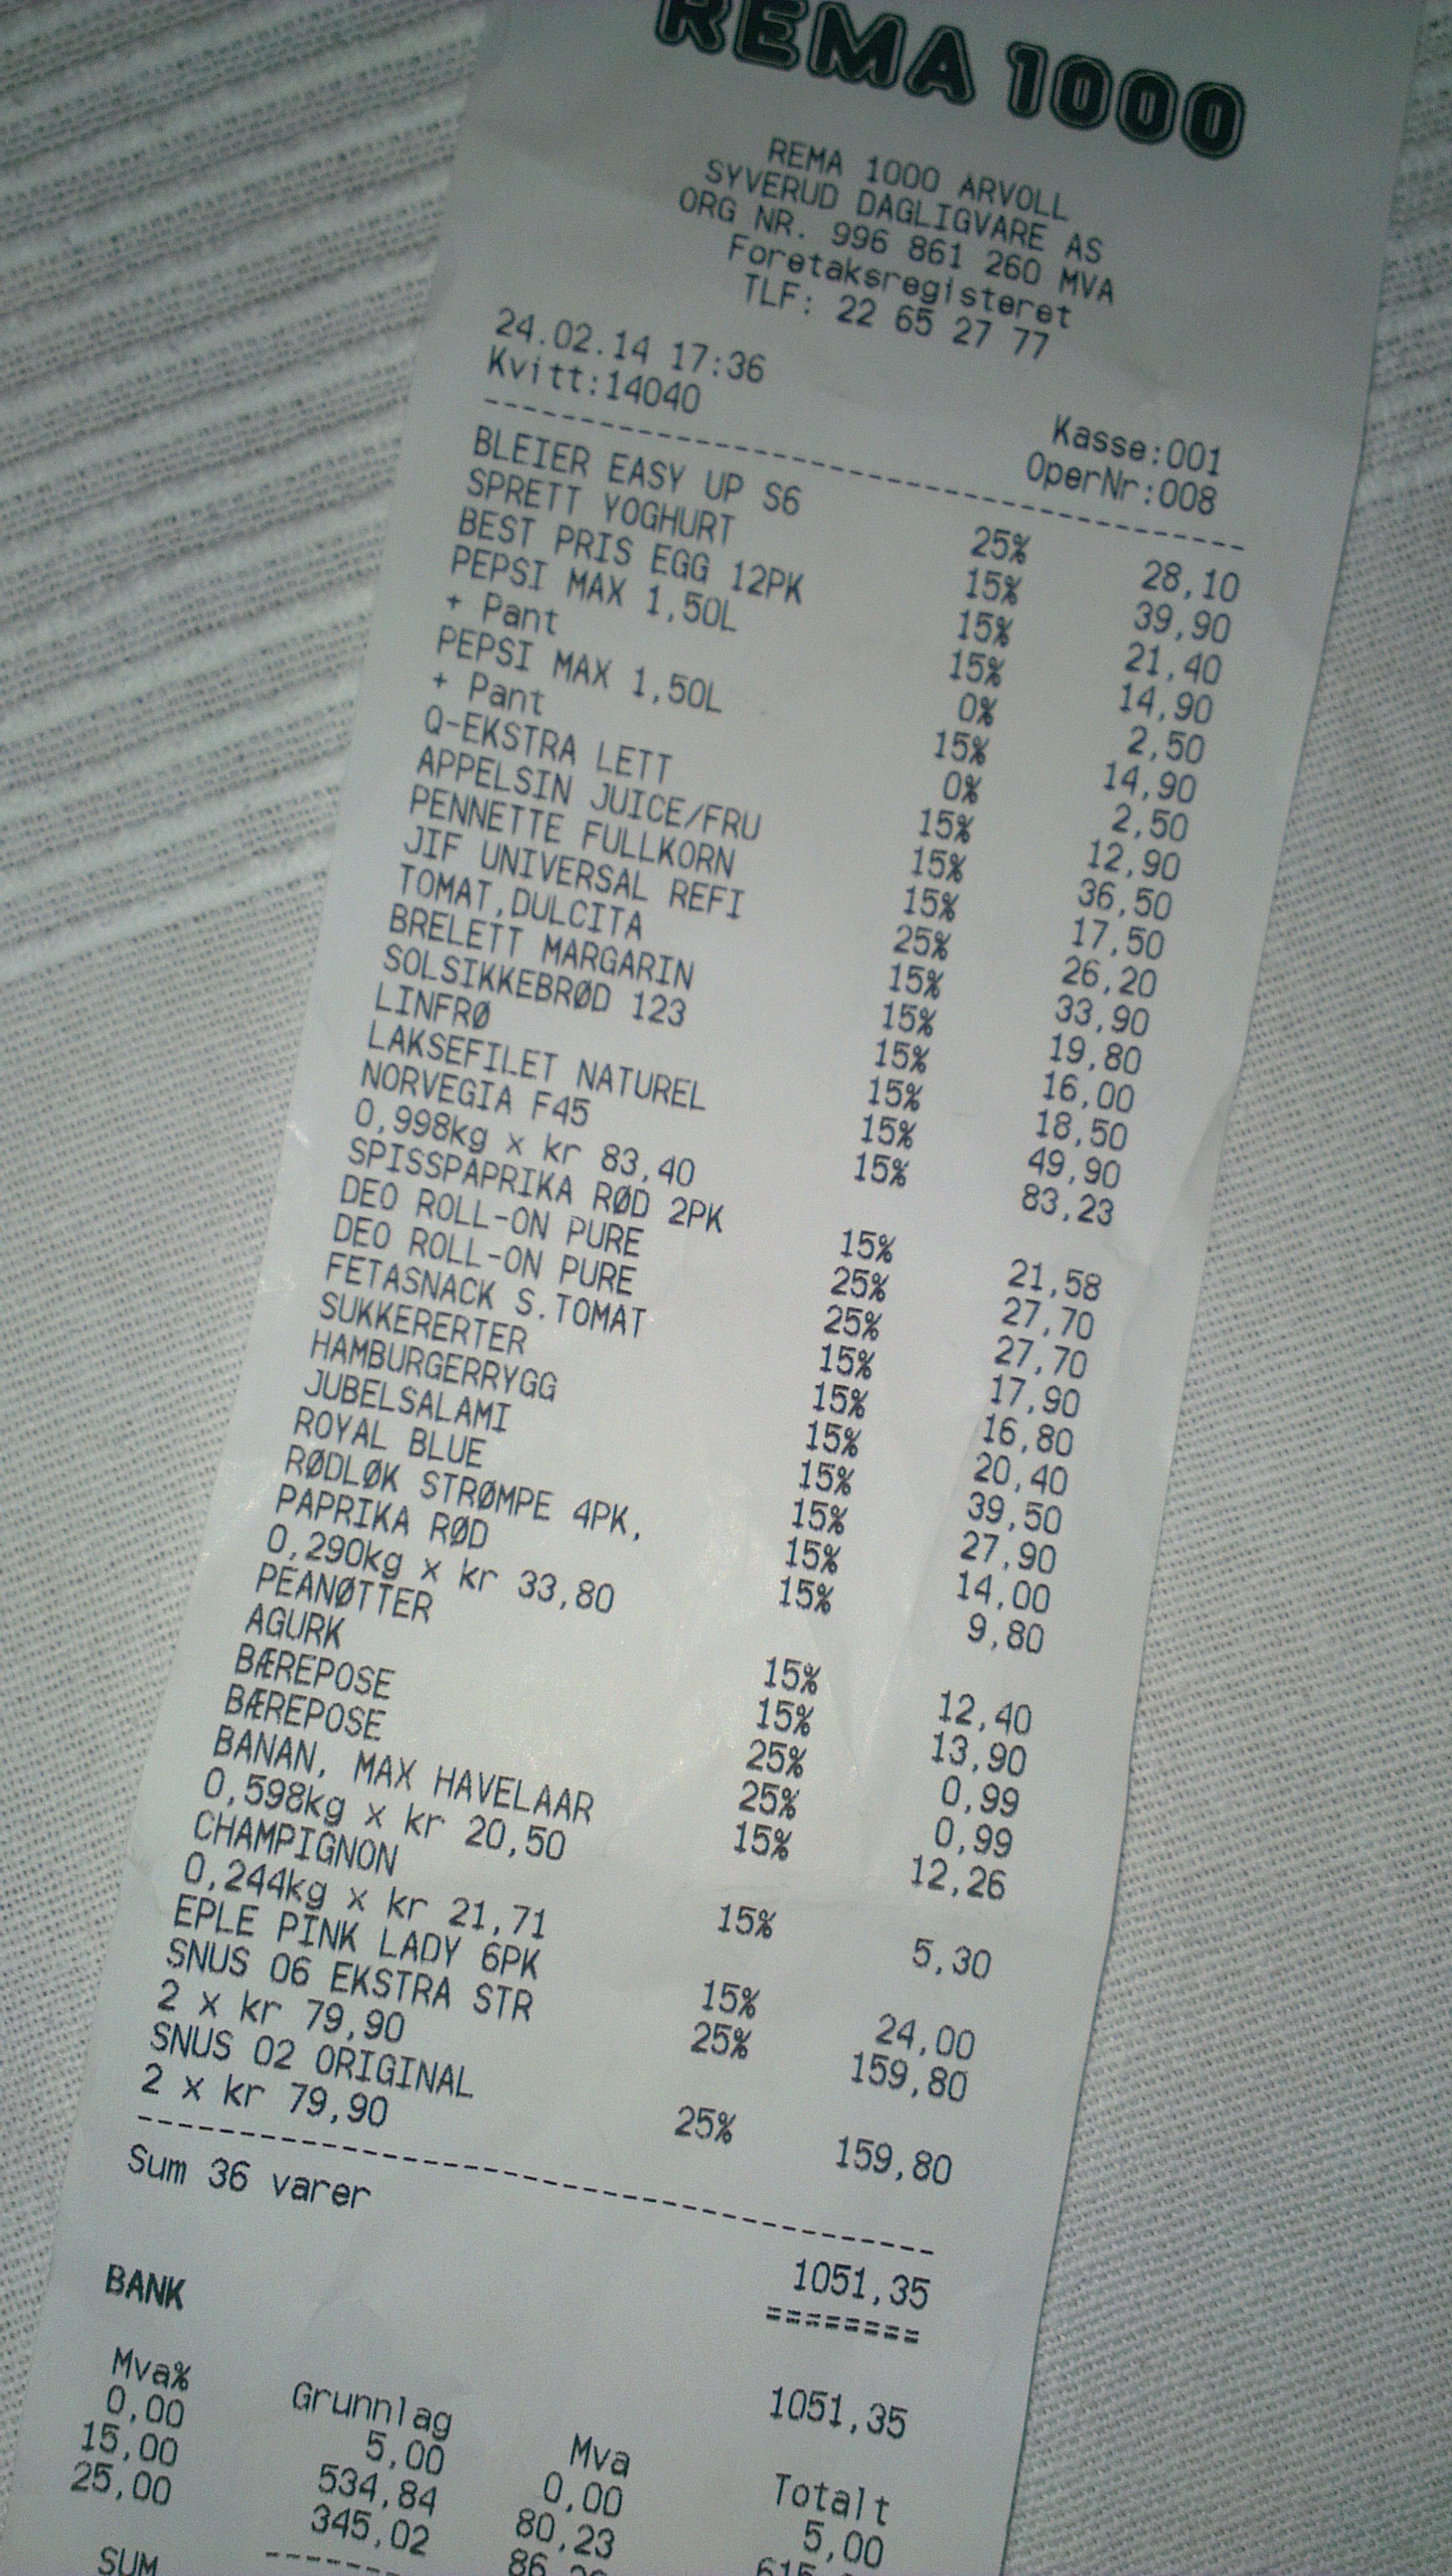 REMA 1000
REMA 1000 ARVOLL
SYVERUD DAGLIGVARE AS
ORG NR. 996 861 260 MVA
Foretaksregisteret
TLF: 22 65 27 77
24.02.14 17:36 Kasse:001
Kvitt:14040 OperNr:008
BLEIER EASY UP S6 25% 28,10
SPRETT YOGHURT 15% 39,90
BEST PRIS EGG 12PK 15% 21,40
PEPSI MAX 1,50L 15% 14,90
+ Pant 0% 2,50
PEPSI MAX 1,50L 15% 14,90
+ Pant 0% 2,50
Q-EKSTRA LETT 15% 12,90
APPELSIN JUICE/FRU 15% 36,50
PENNETTE FULLKORN 15% 17,50
JIF UNIVERSAL REFI 25% 26,20
TOMAT,DULCITA 15% 33,90
BRELETT MARGARIN 15% 19,80
SOLSIKKEBRØD 123 15% 16,00
LINFRØ 15% 18,50
LAKSEFILET NATUREL 15% 49,90
NORVEGIA F45 15% 83,23
0,998kg x kr 83,40
SPISSPAPRIKA RØD 2PK 15% 21,58
DEO ROLL-ON PURE 25% 27,70
DEO ROLL-ON PURE 25% 27,70
FETASNACK S.TOMAT 15% 17,90
SUKKERERTER 15% 16,80
HAMBURGERRYGG 15% 20,40
JUBELSALAMI 15% 39,50
ROYAL BLUE 15% 27,90
RØDLØK STRØMPE 4PK, 15% 14,00
PAPRIKA RØD 15% 9,80
0,290kg x kr 33,80
PEANØTTER 15% 12,40
AGURK 15% 13,90
BÆREPOSE 25% 0,99
BÆREPOSE 25% 0,99
BANAN, MAX HAVELAAR 15% 12,26
0,598kg x kr 20,50
CHAMPIGNON 15% 5,30
0,244kg x kr 21,71
EPLE PINK LADY 6PK 15% 24,00
SNUS 06 EKSTRA STR 25% 159,80
2 x kr 79,90
SNUS 02 ORIGINAL 25% 159,80
2 x kr 79,90
Sum 36 varer 1051,35
========
BANK 1051,35
Mva% Grunnlag Mva Totalt
0,00 5,00 0,00 5,00
15,00 534,84 80,23
25,00 345,02
SUM